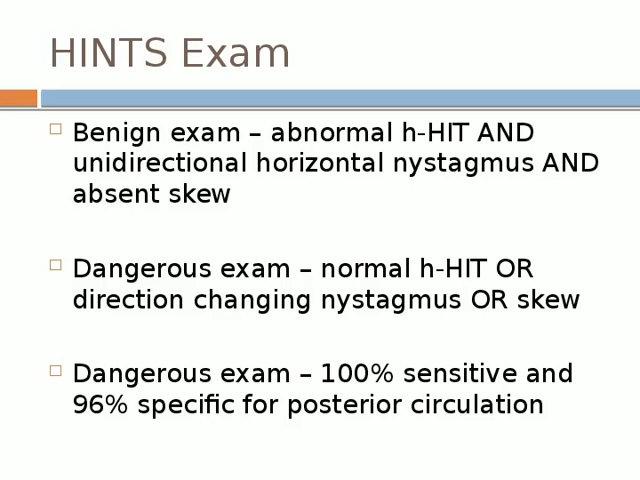 HINTS Exam
Benign exam – abnormal h-HIT AND
unidirectional horizontal nystagmus AND
absent skew
Dangerous exam – normal h-HIT OR
direction changing nystagmus OR skew
Dangerous exam – 100% sensitive and
96% specific for posterior circulation